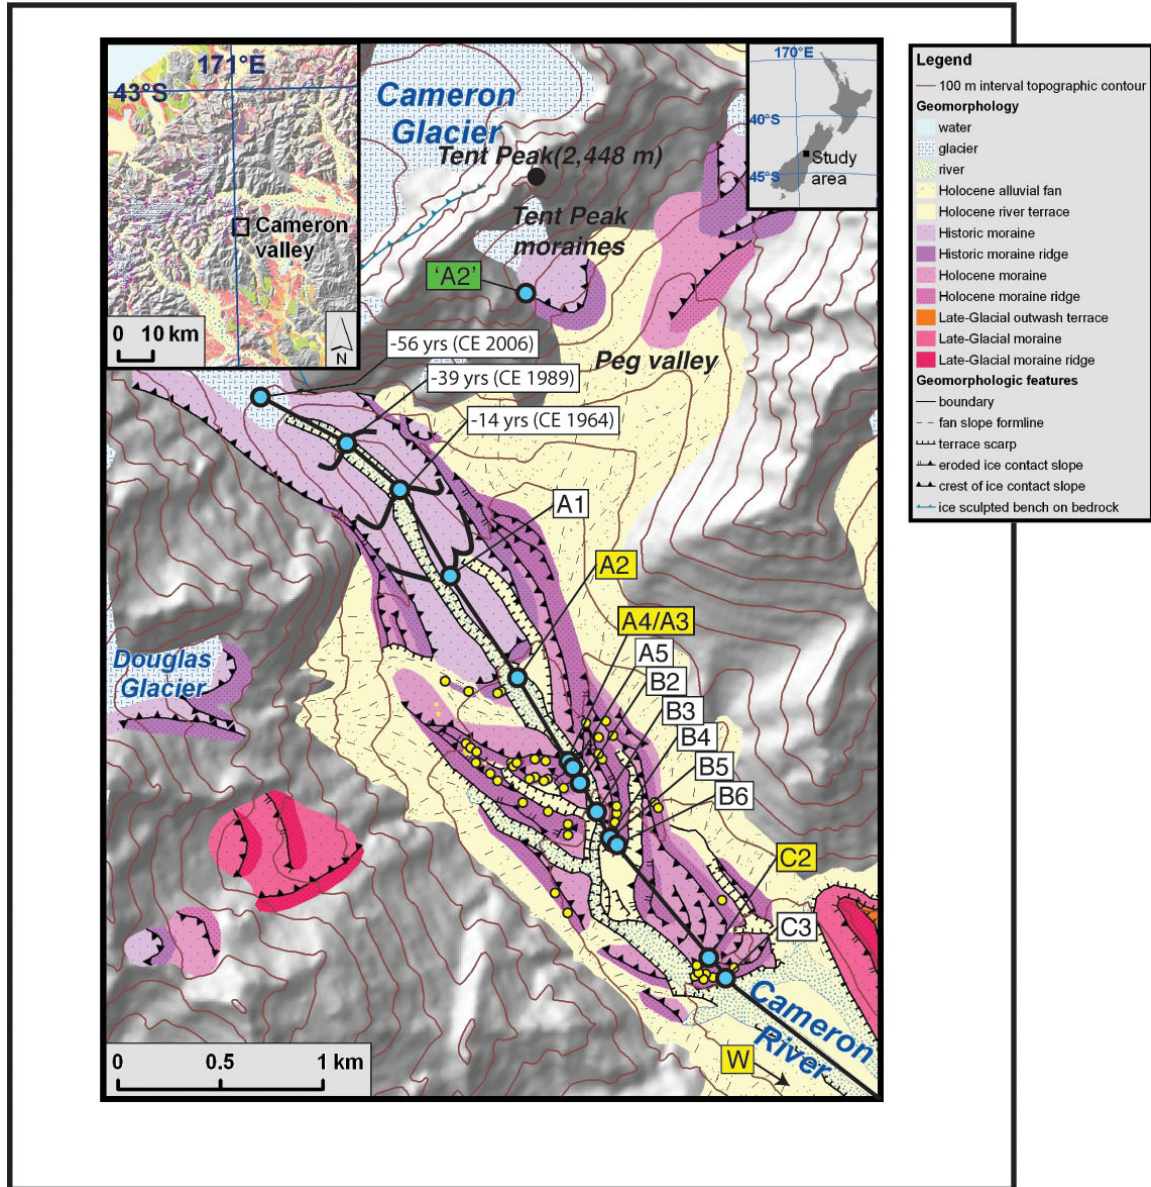 171°E
43°S
Cameron
valley
0 10 km
N
Cameron
Glacier
Tent Peak(2,448 m)
Tent Peak
moraines
'A2'
170°E
40°S
45°S
Study
area
-56 yrs (CE 2006)
-39 yrs (CE 1989)
-14 yrs (CE 1964)
Peg valley
A1
A2
A4/A3
A5
B2
B3
B4
B5
B6
C2
C3
Douglas
Glacier
Cameron
River
W
0 0.5 1 km
Legend
100 m interval topographic contour
Geomorphology
water
glacier
river
Holocene alluvial fan
Holocene river terrace
Historic moraine
Historic moraine ridge
Holocene moraine
Holocene moraine ridge
Late-Glacial outwash terrace
Late-Glacial moraine
Late-Glacial moraine ridge
Geomorphologic features
boundary
fan slope formline
terrace scarp
eroded ice contact slope
crest of ice contact slope
ice sculpted bench on bedrock